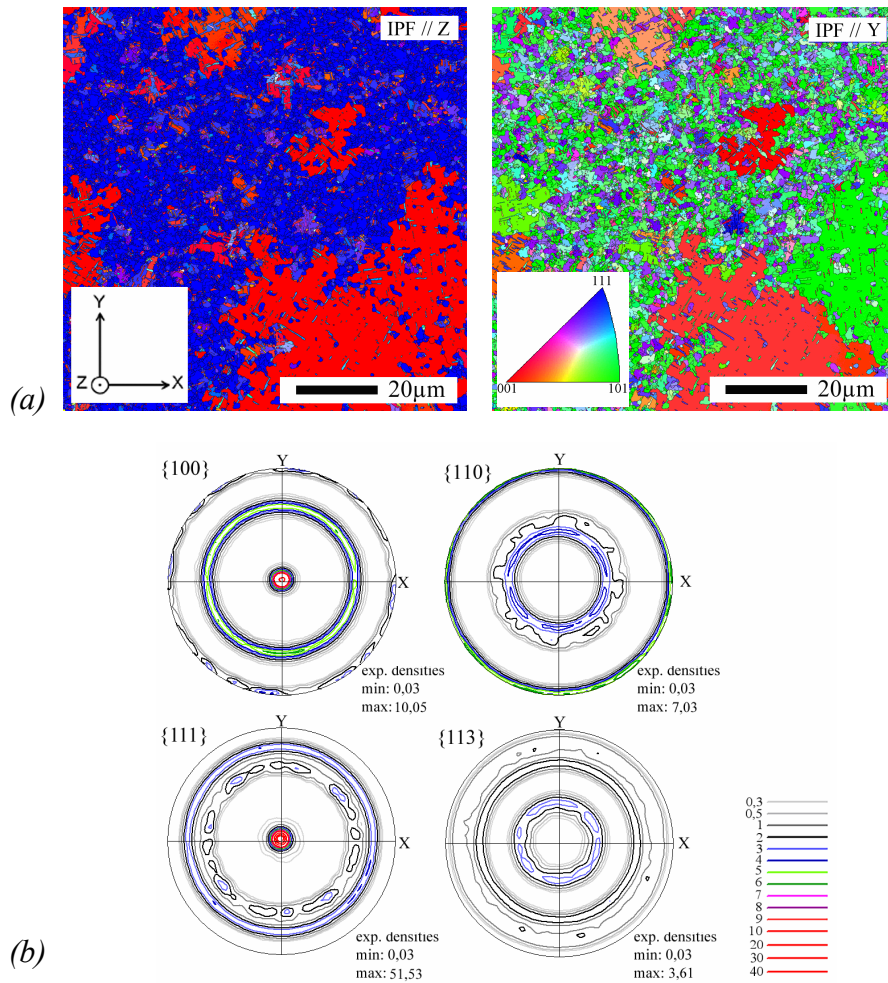 IPF // Z
IPF // Y
Y
Z
X
20µm
111
001
101
20µm
(a)
{100}
Y
X
exp. densities
min: 0,03
max: 10,05
{110}
Y
X
exp. densities
min: 0,03
max: 7,03
{111}
Y
X
exp. densities
min: 0,03
max: 51,53
{113}
Y
X
exp. densities
min: 0,03
max: 3,61
0,3
0,5
1
2
3
4
5
6
7
8
9
10
20
30
40
(b)